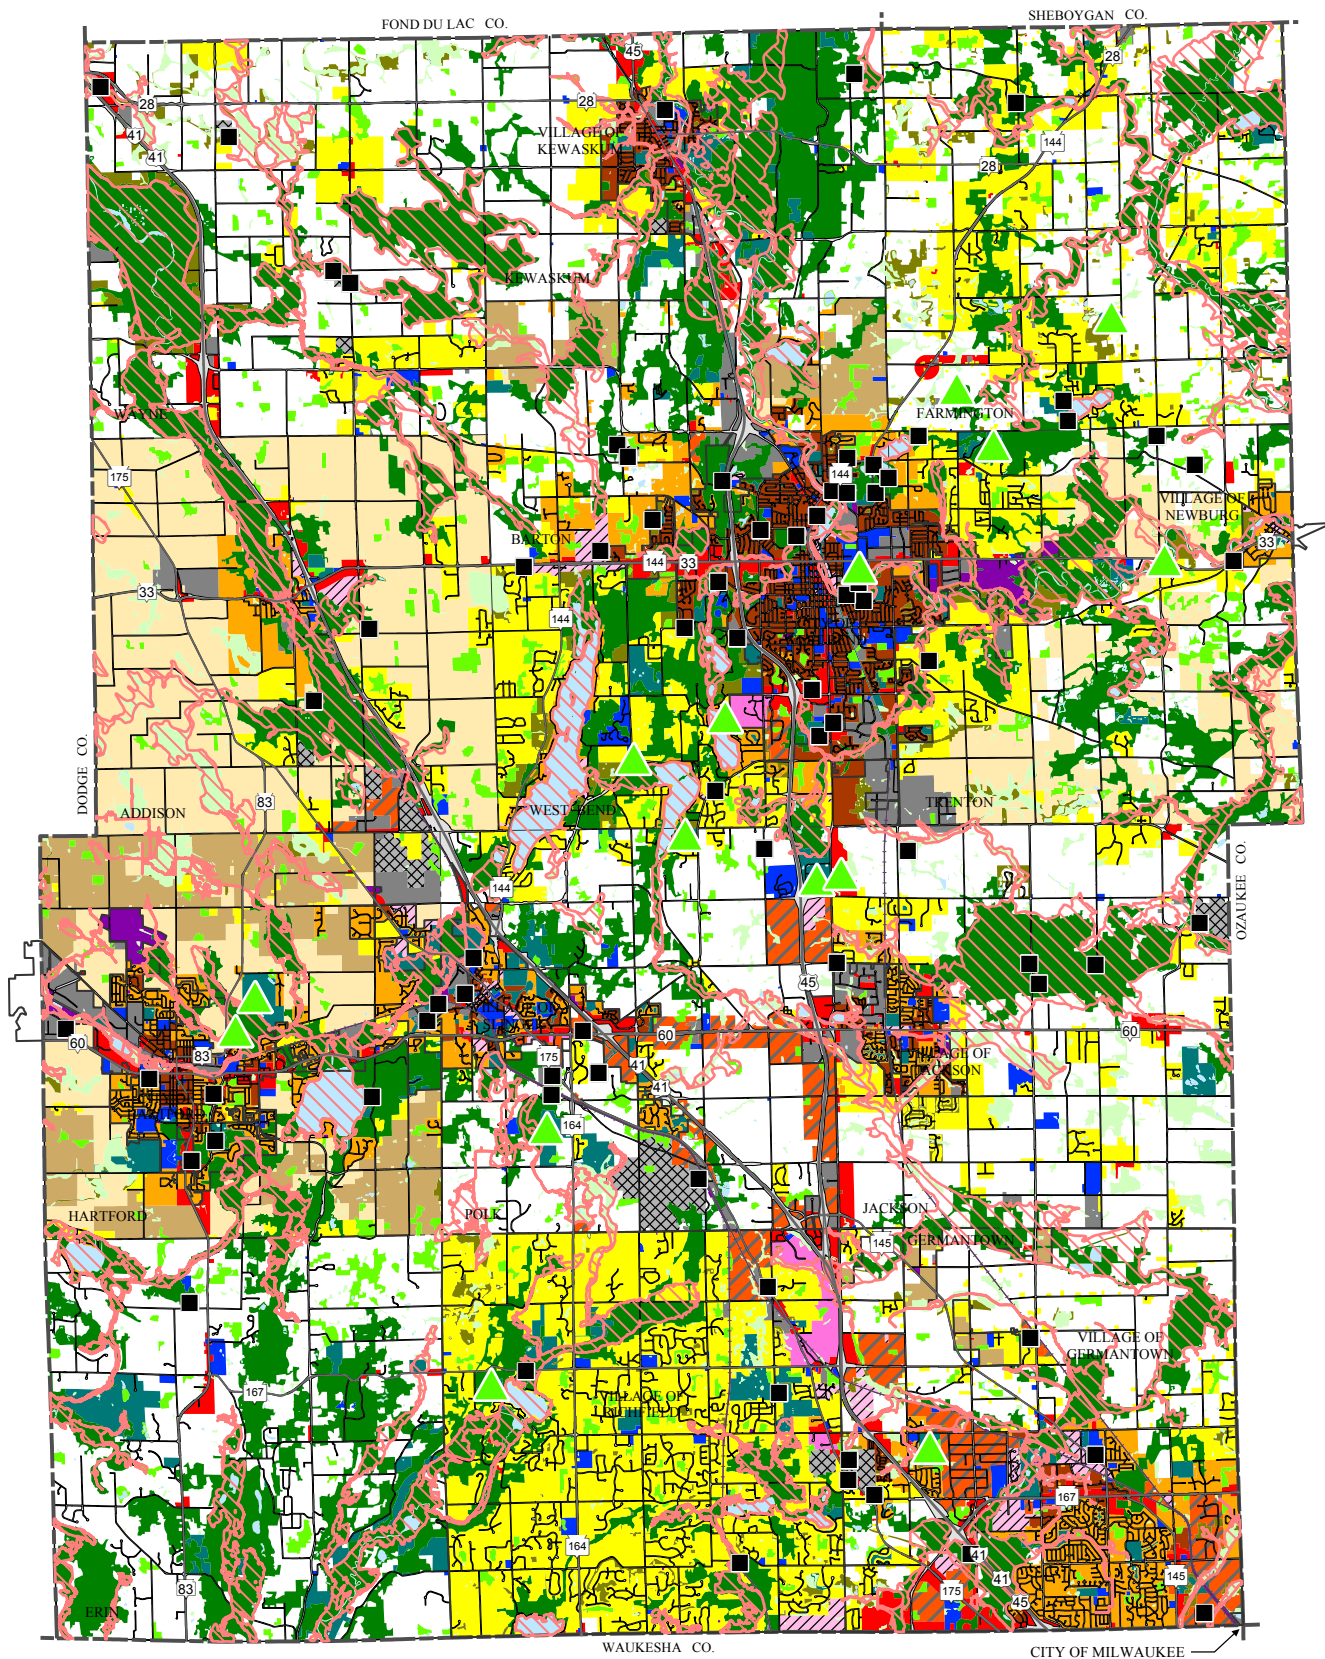 FOND DU LAC CO.
SHEBOYGAN CO.
45
28
28
28
41
41
VILLAGE OF
KEWASKUM
144
28
KEWASKUM
WAYNE
FARMINGTON
175
144
VILLAGE OF
NEWBURG
BARTON
33
144
33
33
144
DODGE CO.
WEST BEND
TRENTON
83
ADDISON
OZAUKEE CO.
144
45
60
60
60
83
175
41
41
VILLAGE OF
JACKSON
164
HARTFORD
POLK
JACKSON
145
GERMANTOWN
VILLAGE OF
GERMANTOWN
167
VILLAGE OF
RICHFIELD
167
164
41
41
175
145
83
45
ERIN
WAUKESHA CO.
CITY OF MILWAUKEE